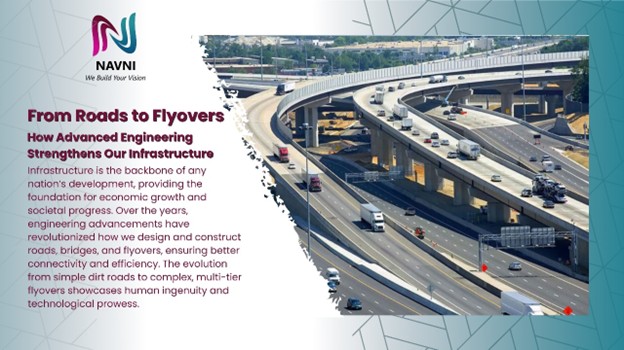 NAVNI
We Build Your Vision
From Roads to Flyovers
How Advanced Engineering
Strengthens Our Infrastructure
Infrastructure is the backbone of any
nation's development, providing the
foundation for economic growth and
societal progress. Over the years,
engineering advancements have
revolutionized how we design and construct
roads, bridges, and flyovers, ensuring better
connectivity and efficiency. The evolution
from simple dirt roads to complex, multi-tier
flyovers showcases human ingenuity and
technological prowess.